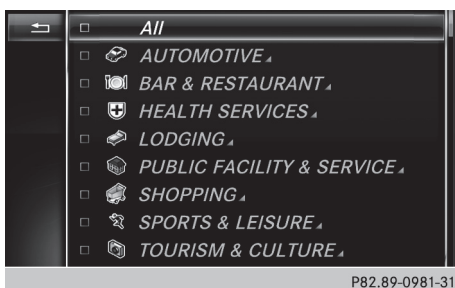 All
AUTOMOTIVE
BAR & RESTAURANT
HEALTH SERVICES
LODGING
PUBLIC FACILITY & SERVICE
SHOPPING
SPORTS & LEISURE
TOURISM & CULTURE
P82.89-0981-31